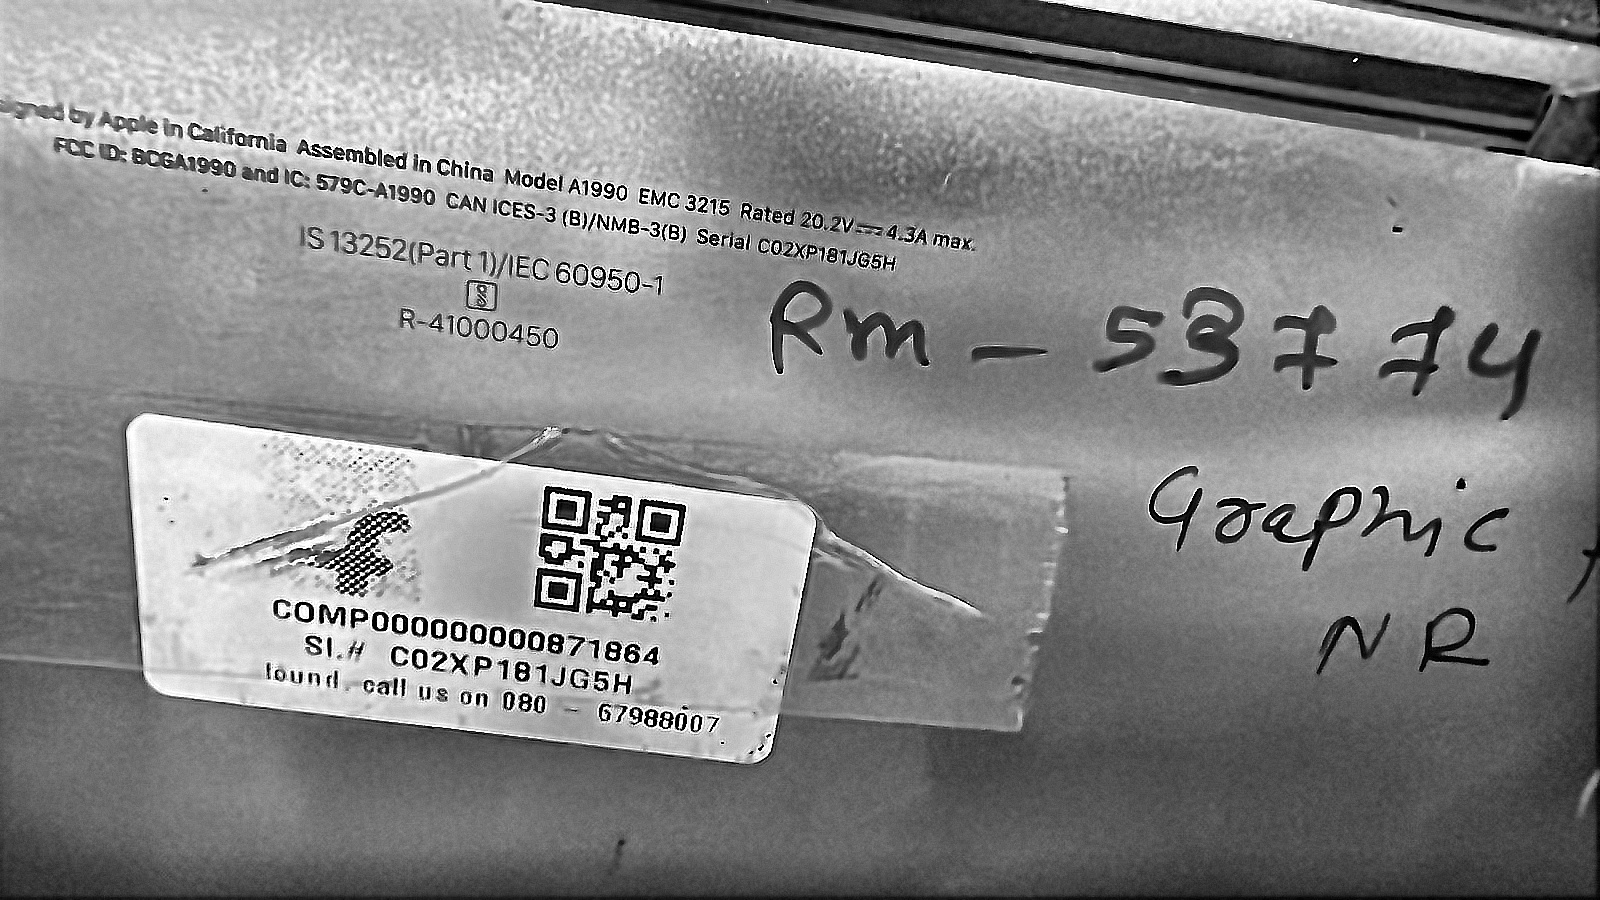 signed by Apple in California Assembled in China Model A1990 EMC 3215 Rated 20.2V⎓4.3A max.
FCC ID: BCGA1990 and IC: 579C-A1990 CAN ICES-3 (B)/NMB-3(B) Serial C02XP181JG5H
IS 13252(Part 1)/IEC 60950-1
R-41000450
Rm - 53774
Graphic
NR
COMP000000000871864
Sl.# C02XP181JG5H
found, call us on 080 - 67988007